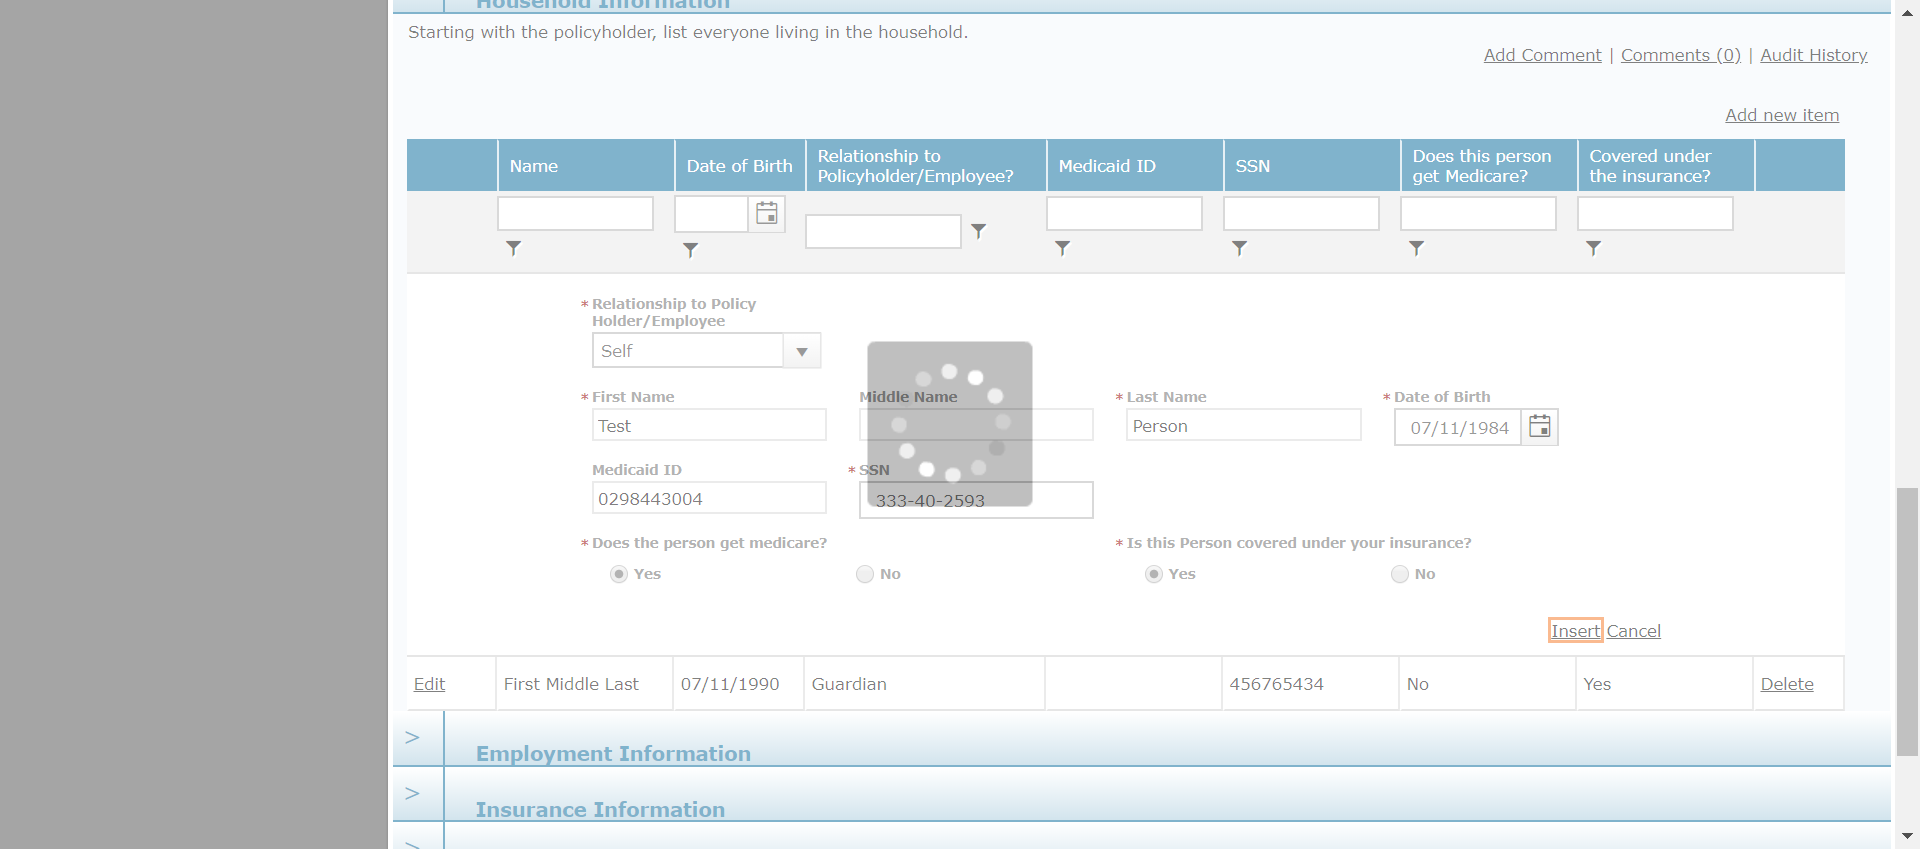 Household Information
Starting with the policyholder, list everyone living in the household.
Add Comment | Comments (0) | Audit History
Add new item
Name Date of Birth Relationship to Policyholder/Employee? Medicaid ID SSN Does this person get Medicare? Covered under the insurance?
* Relationship to Policy
Holder/Employee
Self
* First Name Middle Name * Last Name * Date of Birth
Test Person 07/11/1984
Medicaid ID * SSN
0298443004 333-40-2593
* Does the person get medicare? * Is this Person covered under your insurance?
Yes No Yes No
Insert Cancel
Edit First Middle Last 07/11/1990 Guardian 456765434 No Yes Delete
> Employment Information
> Insurance Information
>